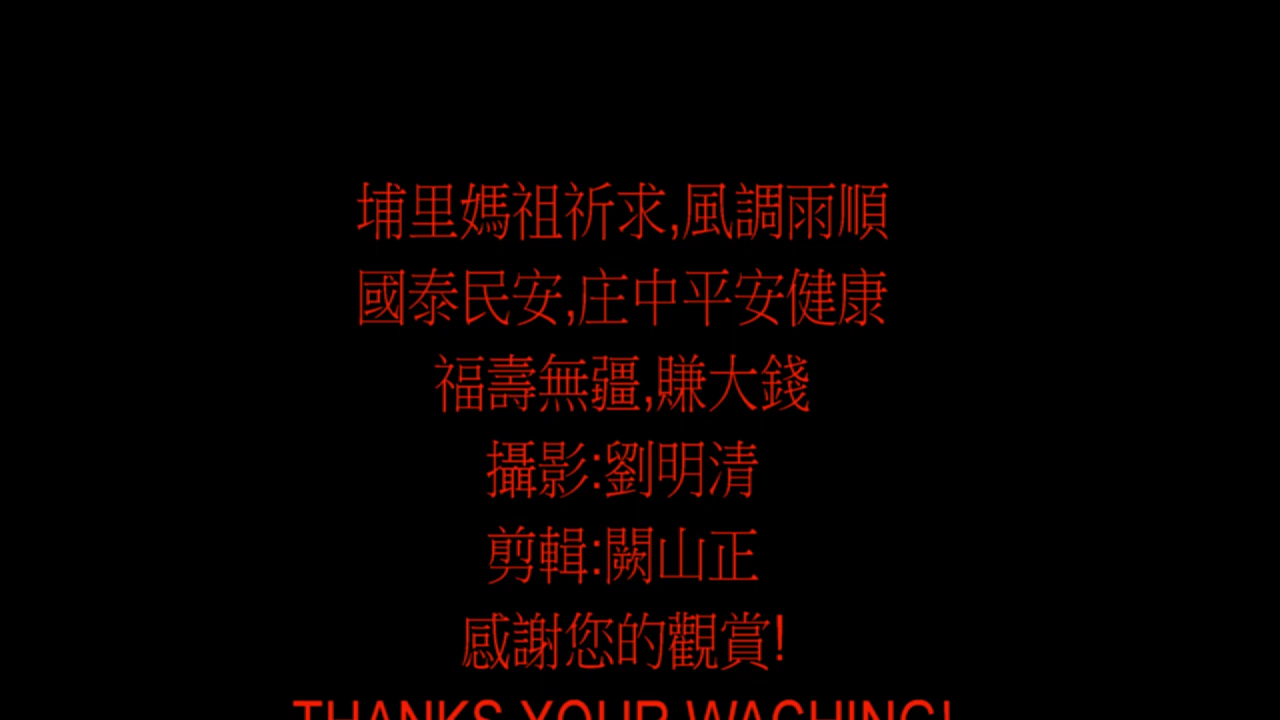 埔里媽祖祈求,風調雨順
國泰民安,庄中平安健康
福壽無疆,賺大錢
攝影:劉明清
剪輯:闕山正
感謝您的觀賞!
THANKS YOUR WACHING!